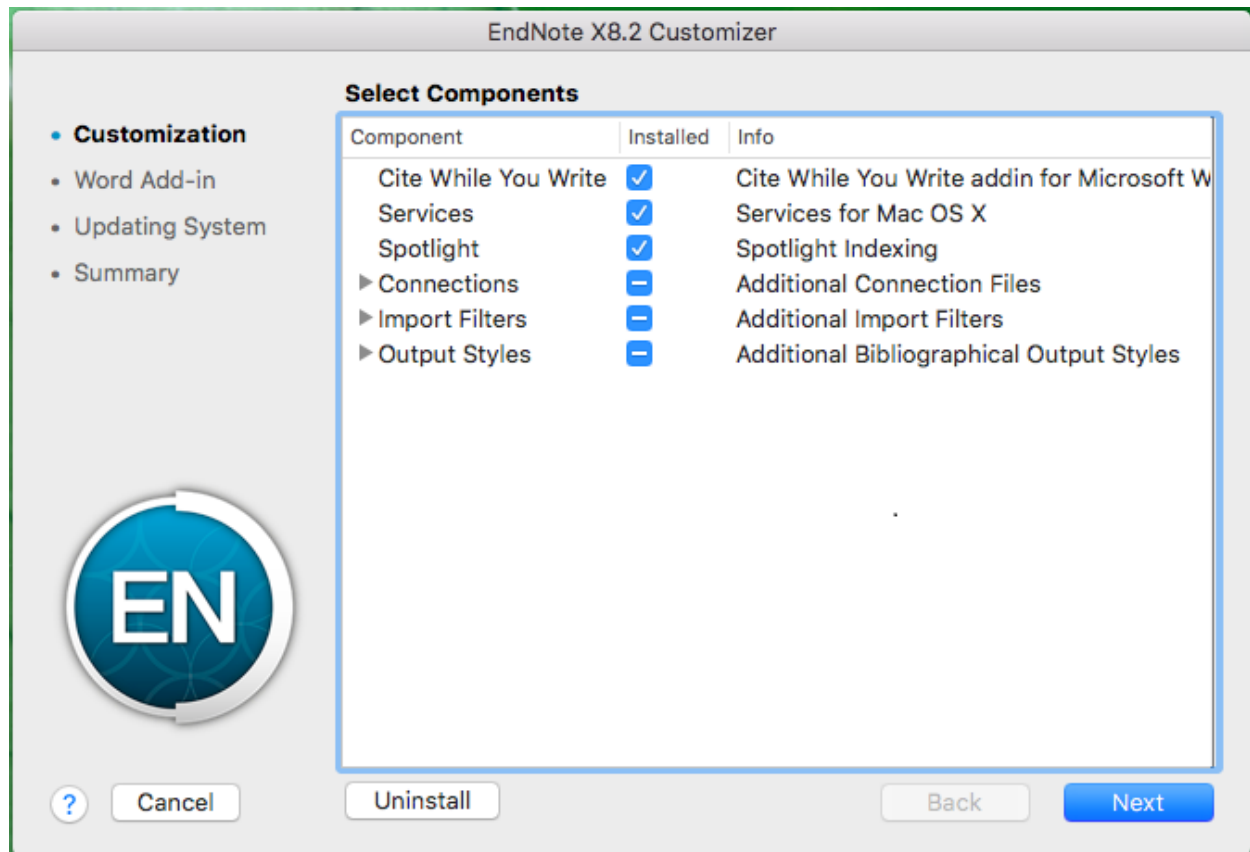 EndNote X8.2 Customizer
Select Components
• Customization
• Word Add-in
• Updating System
• Summary
Component Installed Info
Cite While You Write Cite While You Write addin for Microsoft W
Services Services for Mac OS X
Spotlight Spotlight Indexing
Connections Additional Connection Files
Import Filters Additional Import Filters
Output Styles Additional Bibliographical Output Styles
EN
? Cancel Uninstall Back Next